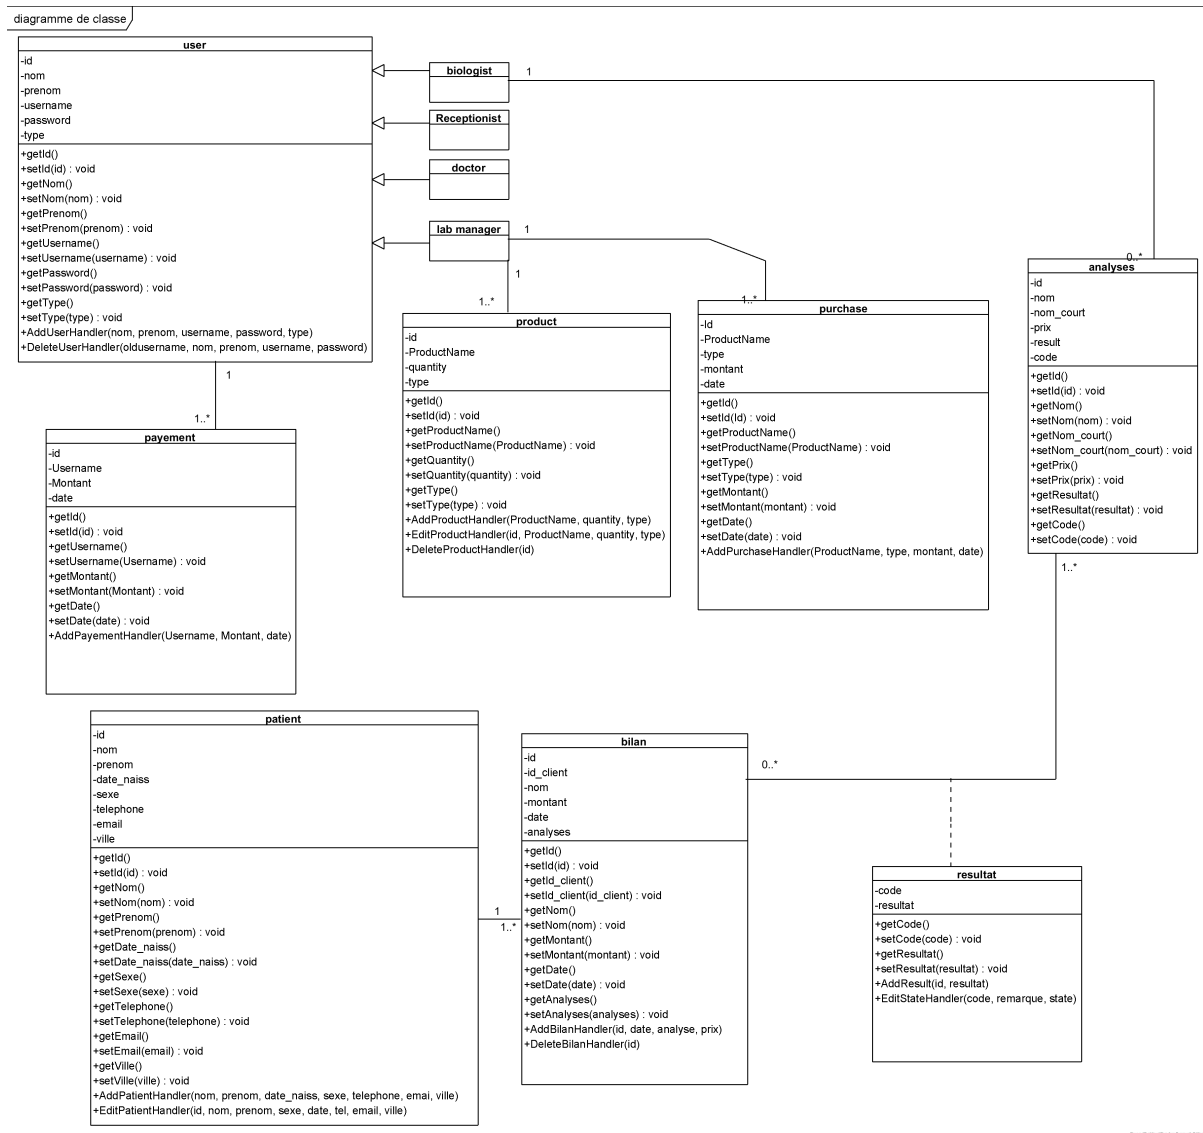 diagramme de classe
user
-id
-nom
-prenom
-username
-password
-type
+getId()
+setId(id) : void
+getNom()
+setNom(nom) : void
+getPrenom()
+setPrenom(prenom) : void
+getUsername()
+setUsername(username) : void
+getPassword()
+setPassword(password) : void
+getType()
+setType(type) : void
+AddUserHandler(nom, prenom, username, password, type)
+DeleteUserHandler(oldusername, nom, prenom, username, password)
1
1..*
biologist
1
0..*
Receptionist
doctor
lab manager
1
1..*
1
1..*
payement
-id
-Username
-Montant
-date
+getId()
+setId(id) : void
+getUsername()
+setUsername(Username) : void
+getMontant()
+setMontant(Montant) : void
+getDate()
+setDate(date) : void
+AddPayementHandler(Username, Montant, date)
product
-id
-ProductName
-quantity
-type
+getId()
+setId(id) : void
+getProductName()
+setProductName(ProductName) : void
+getQuantity()
+setQuantity(quantity) : void
+getType()
+setType(type) : void
+AddProductHandler(ProductName, quantity, type)
+EditProductHandler(id, ProductName, quantity, type)
+DeleteProductHandler(id)
purchase
-Id
-ProductName
-type
-montant
-date
+getId()
+setId(Id) : void
+getProductName()
+setProductName(ProductName) : void
+getType()
+setType(type) : void
+getMontant()
+setMontant(montant) : void
+getDate()
+setDate(date) : void
+AddPurchaseHandler(ProductName, type, montant, date)
analyses
-id
-nom
-nom_court
-prix
-result
-code
+getId()
+setId(id) : void
+getNom()
+setNom(nom) : void
+getNom_court()
+setNom_court(nom_court) : void
+getPrix()
+setPrix(prix) : void
+getResultat()
+setResultat(resultat) : void
+getCode()
+setCode(code) : void
1..*
0..*
patient
-id
-nom
-prenom
-date_naiss
-sexe
-telephone
-email
-ville
+getId()
+setId(id) : void
+getNom()
+setNom(nom) : void
+getPrenom()
+setPrenom(prenom) : void
+getDate_naiss()
+setDate_naiss(date_naiss) : void
+getSexe()
+setSexe(sexe) : void
+getTelephone()
+setTelephone(telephone) : void
+getEmail()
+setEmail(email) : void
+getVille()
+setVille(ville) : void
+AddPatientHandler(nom, prenom, date_naiss, sexe, telephone, emai, ville)
+EditPatientHandler(id, nom, prenom, sexe, date, tel, email, ville)
1
1..*
bilan
-id
-id_client
-nom
-montant
-date
-analyses
+getId()
+setId(id) : void
+getId_client()
+setId_client(id_client) : void
+getNom()
+setNom(nom) : void
+getMontant()
+setMontant(montant) : void
+getDate()
+setDate(date) : void
+getAnalyses()
+setAnalyses(analyses) : void
+AddBilanHandler(id, date, analyse, prix)
+DeleteBilanHandler(id)
resultat
-code
-resultat
+getCode()
+setCode(code) : void
+getResultat()
+setResultat(resultat) : void
+AddResult(id, resultat)
+EditStateHandler(code, remarque, state)